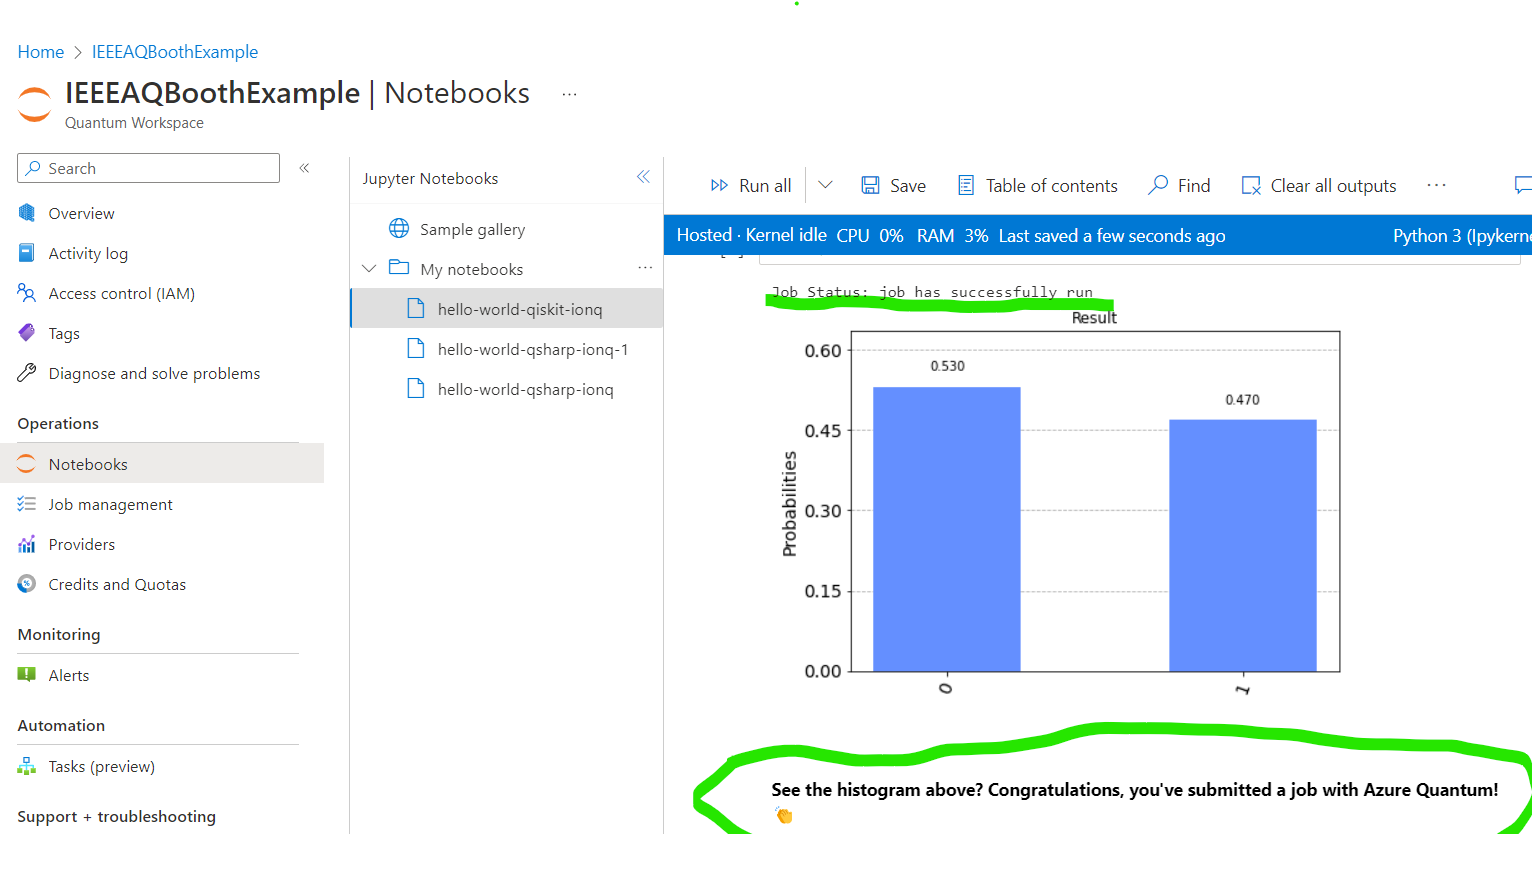 Home > IEEEAQBoothExample
IEEEAQBoothExample | Notebooks ...
Quantum Workspace
Search
Overview
Activity log
Access control (IAM)
Tags
Diagnose and solve problems
Operations
Notebooks
Job management
Providers
Credits and Quotas
Monitoring
Alerts
Automation
Tasks (preview)
Support + troubleshooting
Jupyter Notebooks
Sample gallery
My notebooks ...
hello-world-qiskit-ionq
hello-world-qsharp-ionq-1
hello-world-qsharp-ionq
Run all Save Table of contents Find Clear all outputs ...
Hosted · Kernel idle CPU 0% RAM 3% Last saved a few seconds ago Python 3 (Ipykerne
Job Status: job has successfully run
Result
0.60
0.45
0.30
0.15
0.00
Probabilities
0.530
0.470
0
1
See the histogram above? Congratulations, you've submitted a job with Azure Quantum!
👏